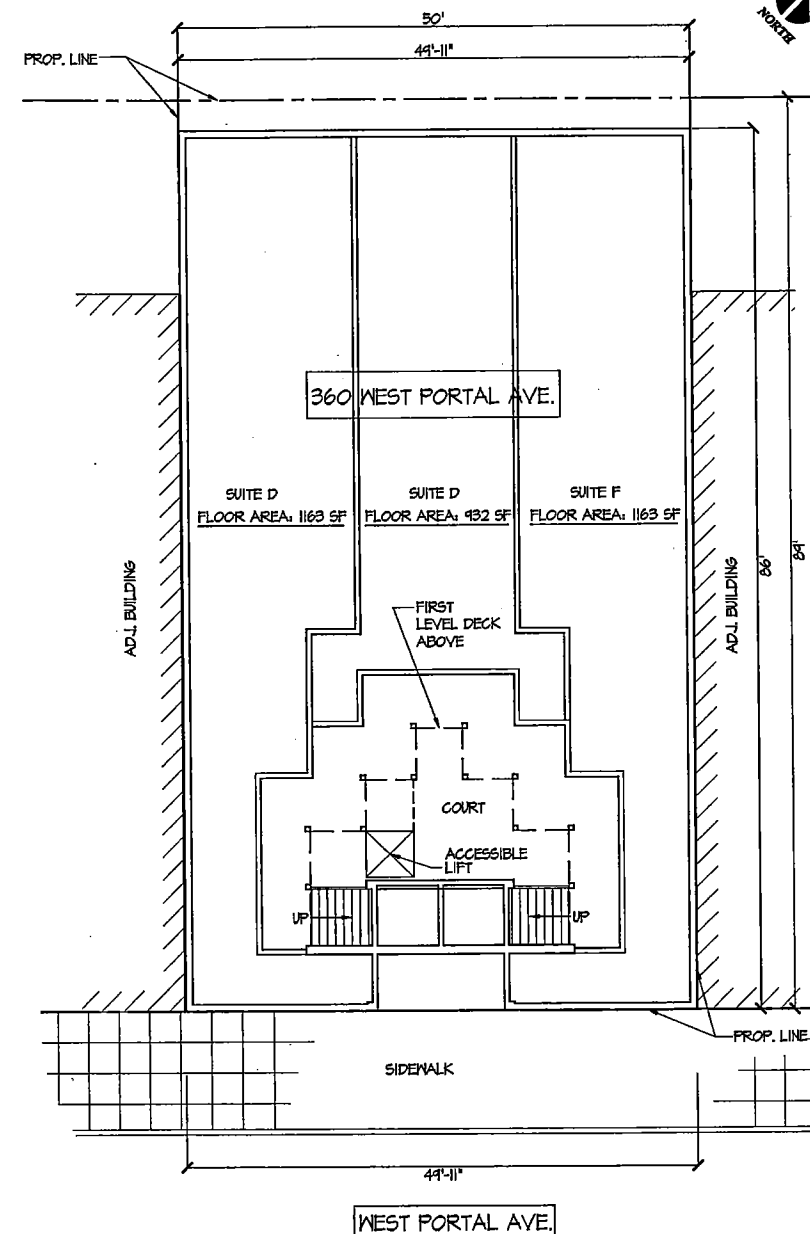 NORTH
50'
49'-11"
PROP. LINE
360 WEST PORTAL AVE.
SUITE D
FLOOR AREA: 1163 SF
SUITE D
FLOOR AREA: 932 SF
SUITE F
FLOOR AREA: 1163 SF
ADJ. BUILDING
ADJ. BUILDING
86'
89'
FIRST
LEVEL DECK
ABOVE
COURT
ACCESSIBLE
LIFT
UP
UP
PROP. LINE
SIDEWALK
49'-11"
WEST PORTAL AVE.